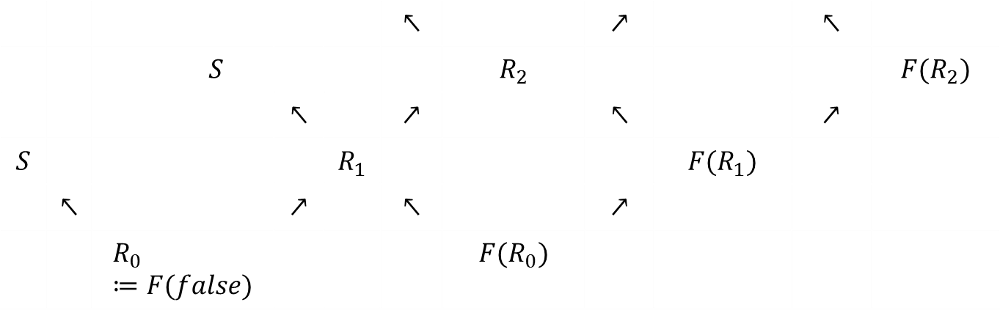 ↖ ↗ ↖
S R₂ F(R₂)
↖ ↗ ↖ ↗
S R₁ F(R₁)
↖ ↗ ↖ ↗
R₀ F(R₀)
≔ F(false)